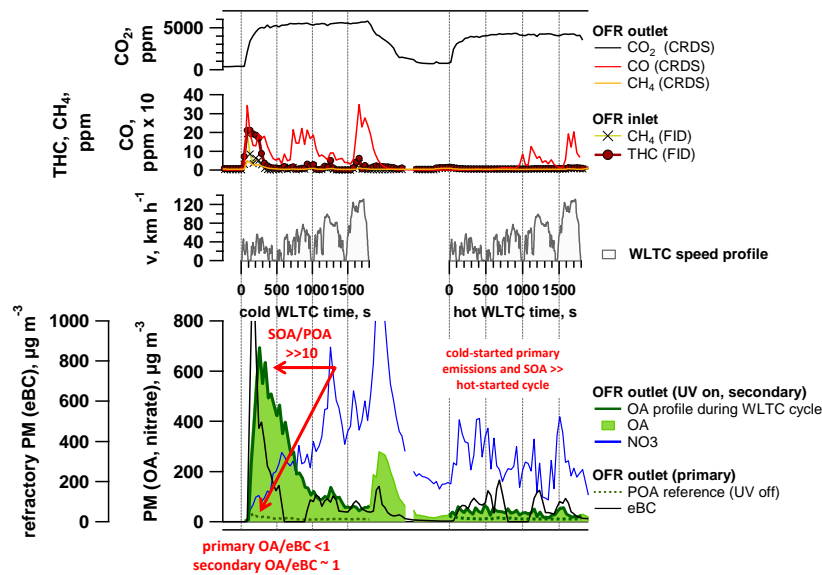 CO2,
ppm
5000
0
OFR outlet
CO2 (CRDS)
CO (CRDS)
CH4 (CRDS)
THC, CH4,
ppm
CO,
ppm x 10
40
30
20
10
0
OFR inlet
CH4 (FID)
THC (FID)
v, km h-1
120
80
40
0
WLTC speed profile
0 500 1000 1500
0 500 1000 1500
cold WLTC time, s
hot WLTC time, s
refractory PM (eBC), µg m-3
1000
800
600
400
200
0
PM (OA, nitrate), µg m-3
800
600
400
200
0
SOA/POA
>>10
cold-started primary
emissions and SOA >>
hot-started cycle
OFR outlet (UV on, secondary)
OA profile during WLTC cycle
OA
NO3
OFR outlet (primary)
POA reference (UV off)
eBC
primary OA/eBC <1
secondary OA/eBC ~ 1